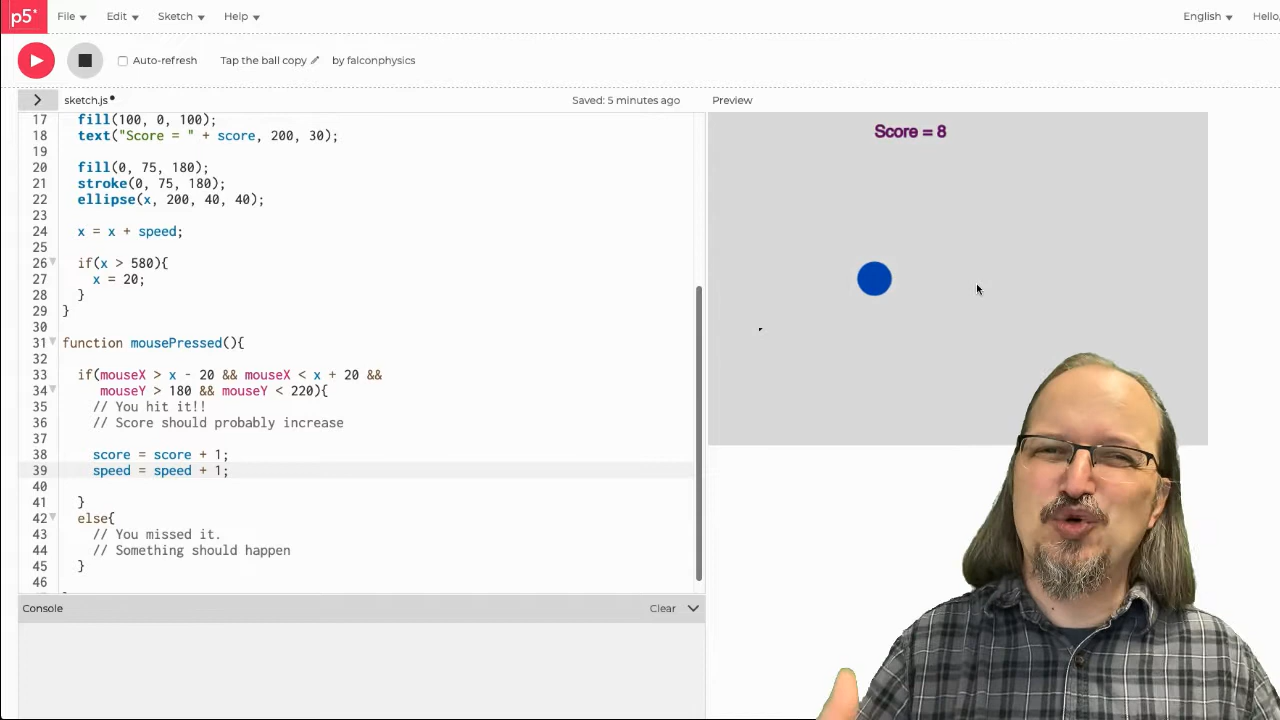 p5* File Edit Sketch Help English Hello,
Auto-refresh Tap the ball copy by falconphysics
> sketch.js• Saved: 5 minutes ago Preview
17 fill(100, 0, 100);
18 text("Score = " + score, 200, 30);
19
20 fill(0, 75, 180);
21 stroke(0, 75, 180);
22 ellipse(x, 200, 40, 40);
23
24 x = x + speed;
25
26 if(x > 580){
27 x = 20;
28 }
29 }
30
31 function mousePressed(){
32
33 if(mouseX > x - 20 && mouseX < x + 20 &&
34 mouseY > 180 && mouseY < 220){
35 // You hit it!!
36 // Score should probably increase
37
38 score = score + 1;
39 speed = speed + 1;
40
41 }
42 else{
43 // You missed it.
44 // Something should happen
45 }
46
Console Clear
Score = 8